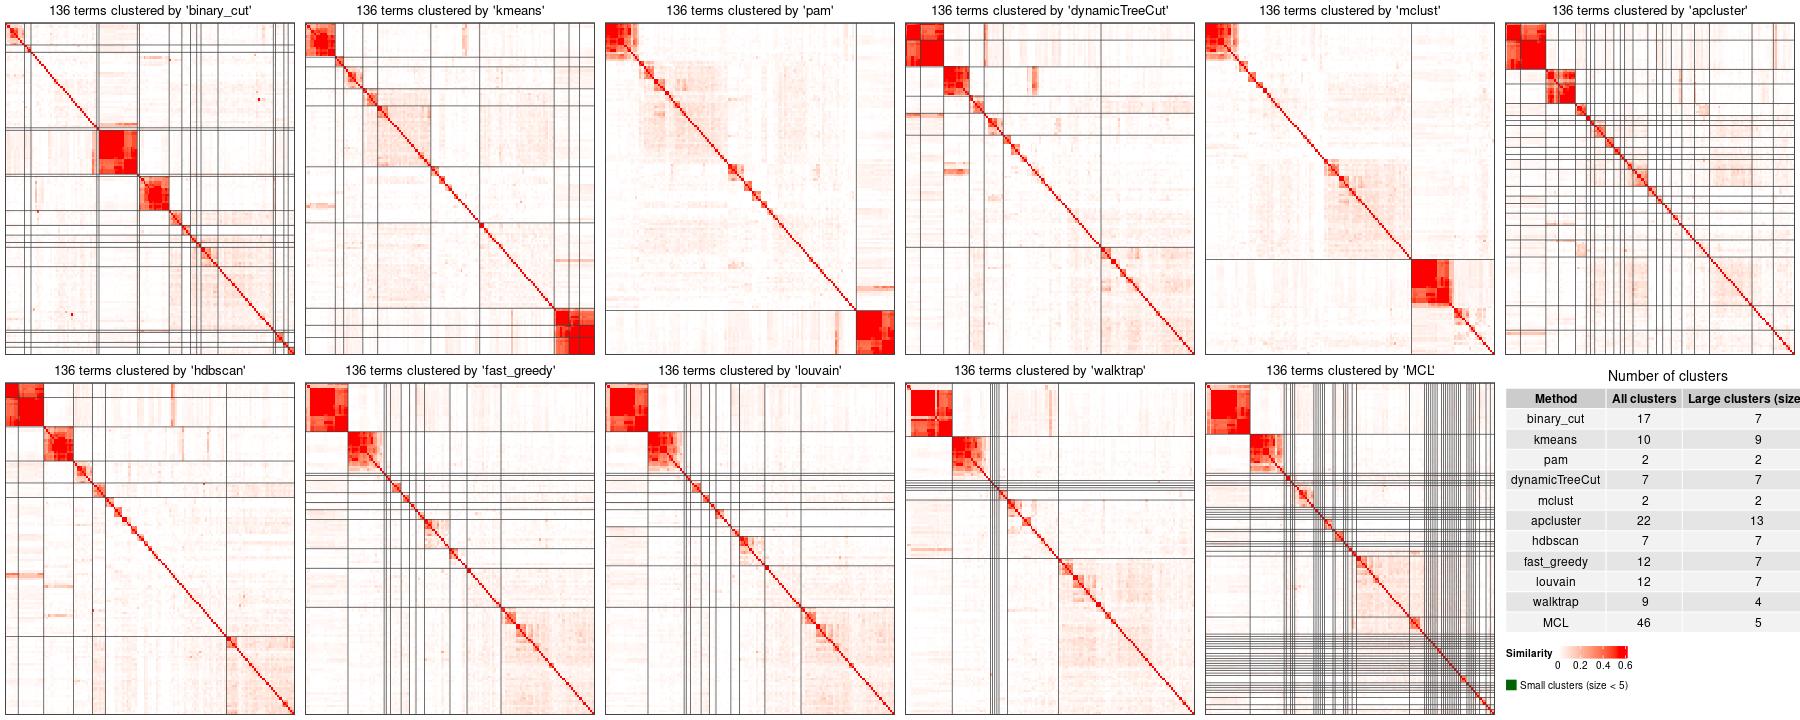 136 terms clustered by 'binary_cut'
136 terms clustered by 'kmeans'
136 terms clustered by 'pam'
136 terms clustered by 'dynamicTreeCut'
136 terms clustered by 'mclust'
136 terms clustered by 'apcluster'
136 terms clustered by 'hdbscan'
136 terms clustered by 'fast_greedy'
136 terms clustered by 'louvain'
136 terms clustered by 'walktrap'
136 terms clustered by 'MCL'
Number of clusters
Method All clusters Large clusters (size
binary_cut 17 7
kmeans 10 9
pam 2 2
dynamicTreeCut 7 7
mclust 2 2
apcluster 22 13
hdbscan 7 7
fast_greedy 12 7
louvain 12 7
walktrap 9 4
MCL 46 5
Similarity
0 0.2 0.4 0.6
Small clusters (size < 5)